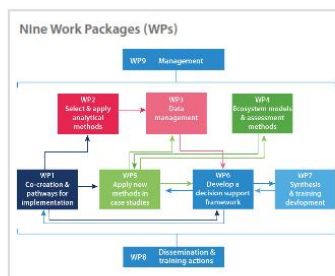 Nine Work Packages (WPs)
WP9 Management
WP2
Select & apply
analytical
methods
WP3
Data
management
WP4
Ecosystem models
& assessment
methods
WP1
Co-creation &
pathways for
implementation
WP5
Apply new
methods in
case studies
WP6
Develop a
decision support
framework
WP7
Synthesis &
training
WP8 Dissemination &
training actions